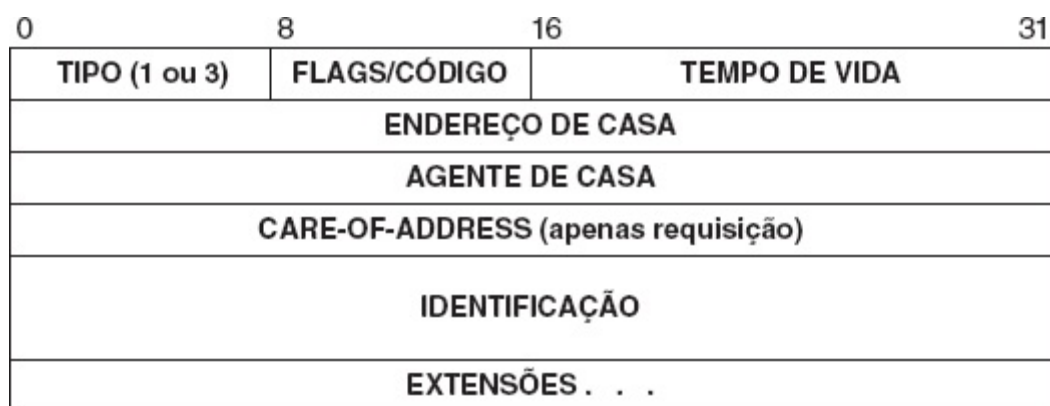 0 8 16 31
TIPO (1 ou 3) FLAGS/CÓDIGO TEMPO DE VIDA
ENDEREÇO DE CASA
AGENTE DE CASA
CARE-OF-ADDRESS (apenas requisição)
IDENTIFICAÇÃO
EXTENSÕES . . .